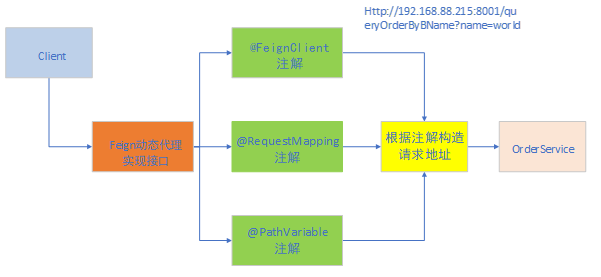 Http://192.168.88.215:8001/qu
eryOrderByBName?name=world
Client
@FeignClient
注解
Feign动态代理
实现接口
@RequestMapping
注解
根据注解构造
请求地址
OrderService
@PathVariable
注解